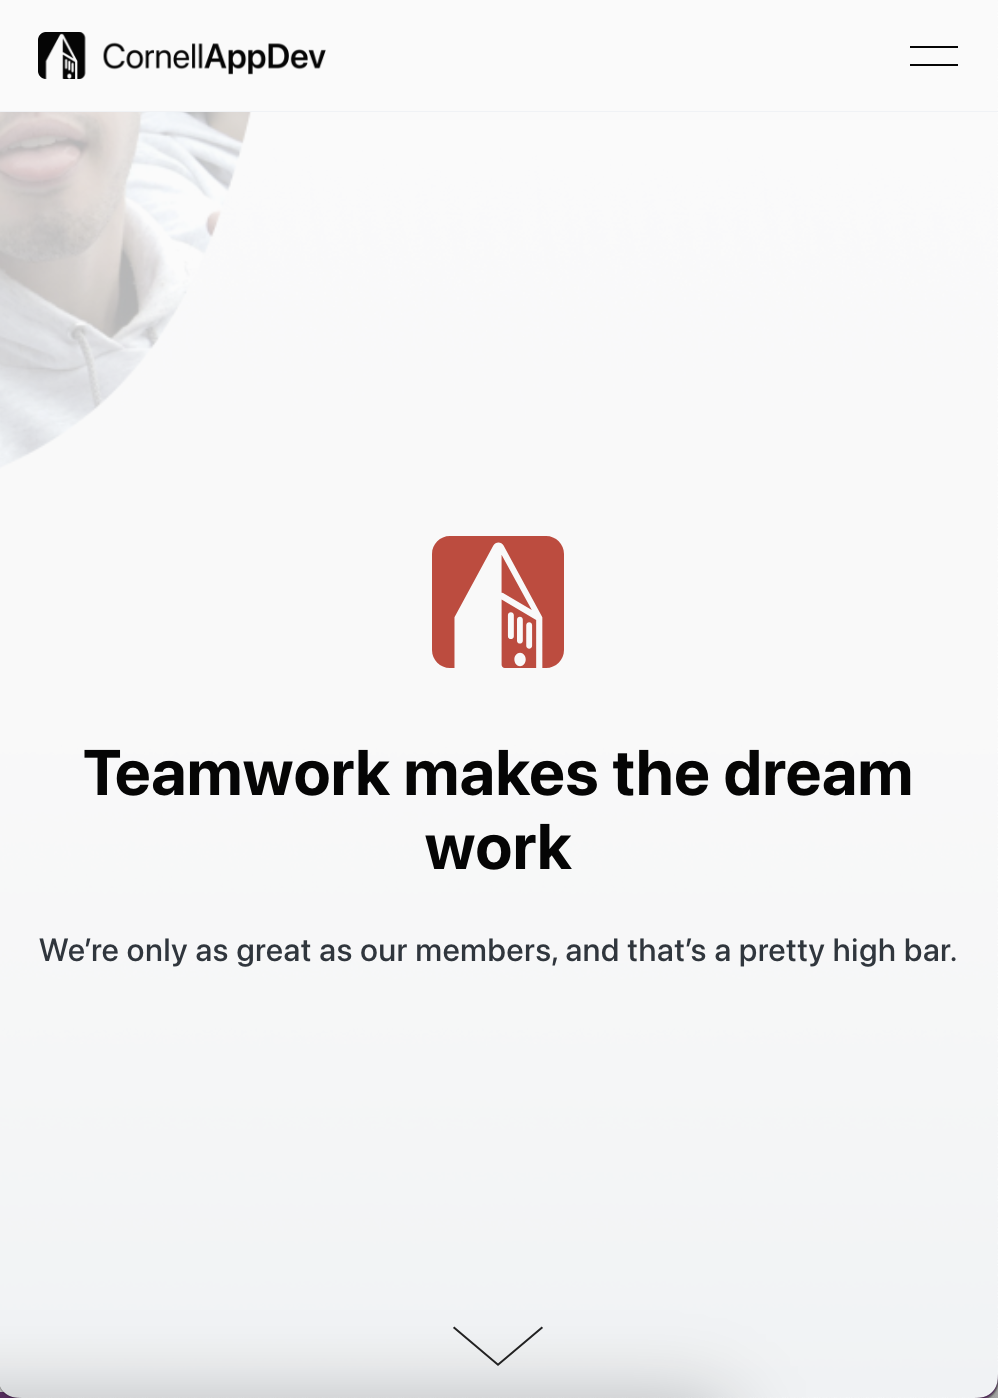 CornellAppDev
Teamwork makes the dream
work
We’re only as great as our members, and that’s a pretty high bar.